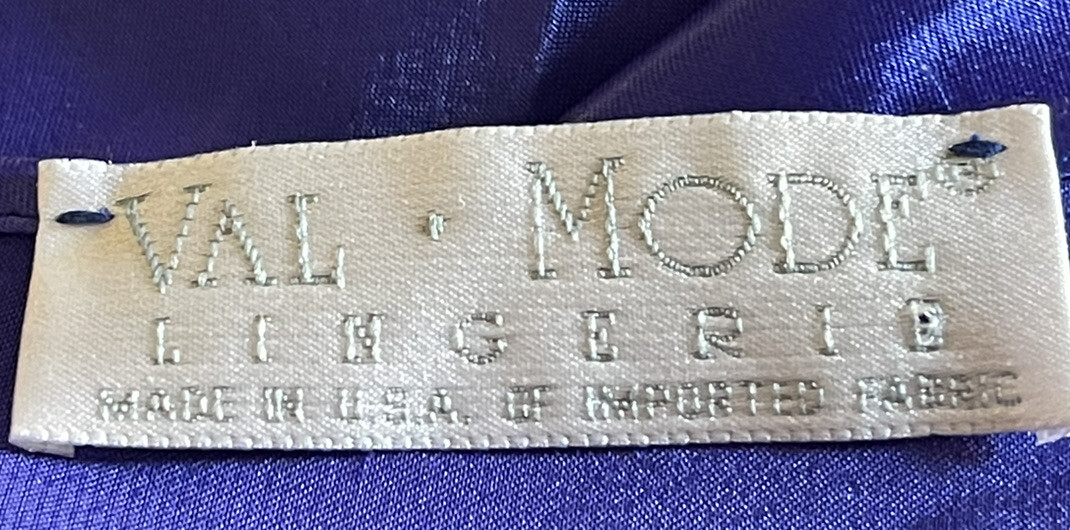 VAL · MODE®
LINGERIE
MADE IN U.S.A. OF IMPORTED FABRIC